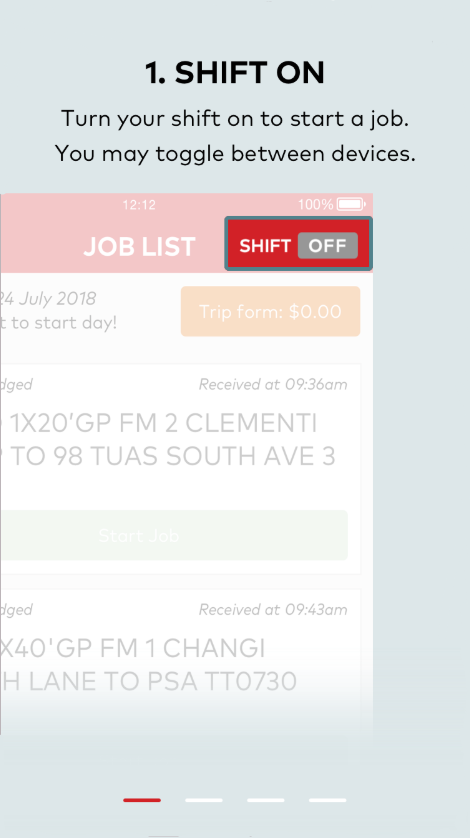 1. SHIFT ON
Turn your shift on to start a job.
You may toggle between devices.
12:12 100%
JOB LIST SHIFT OFF
24 July 2018
to start day!
Trip form: $0.00
Received at 09:36am
1X20'GP FM 2 CLEMENTI
TO 98 TUAS SOUTH AVE 3
Start Job
Received at 09:43am
X40'GP FM 1 CHANGI
H LANE TO PSA TT0730